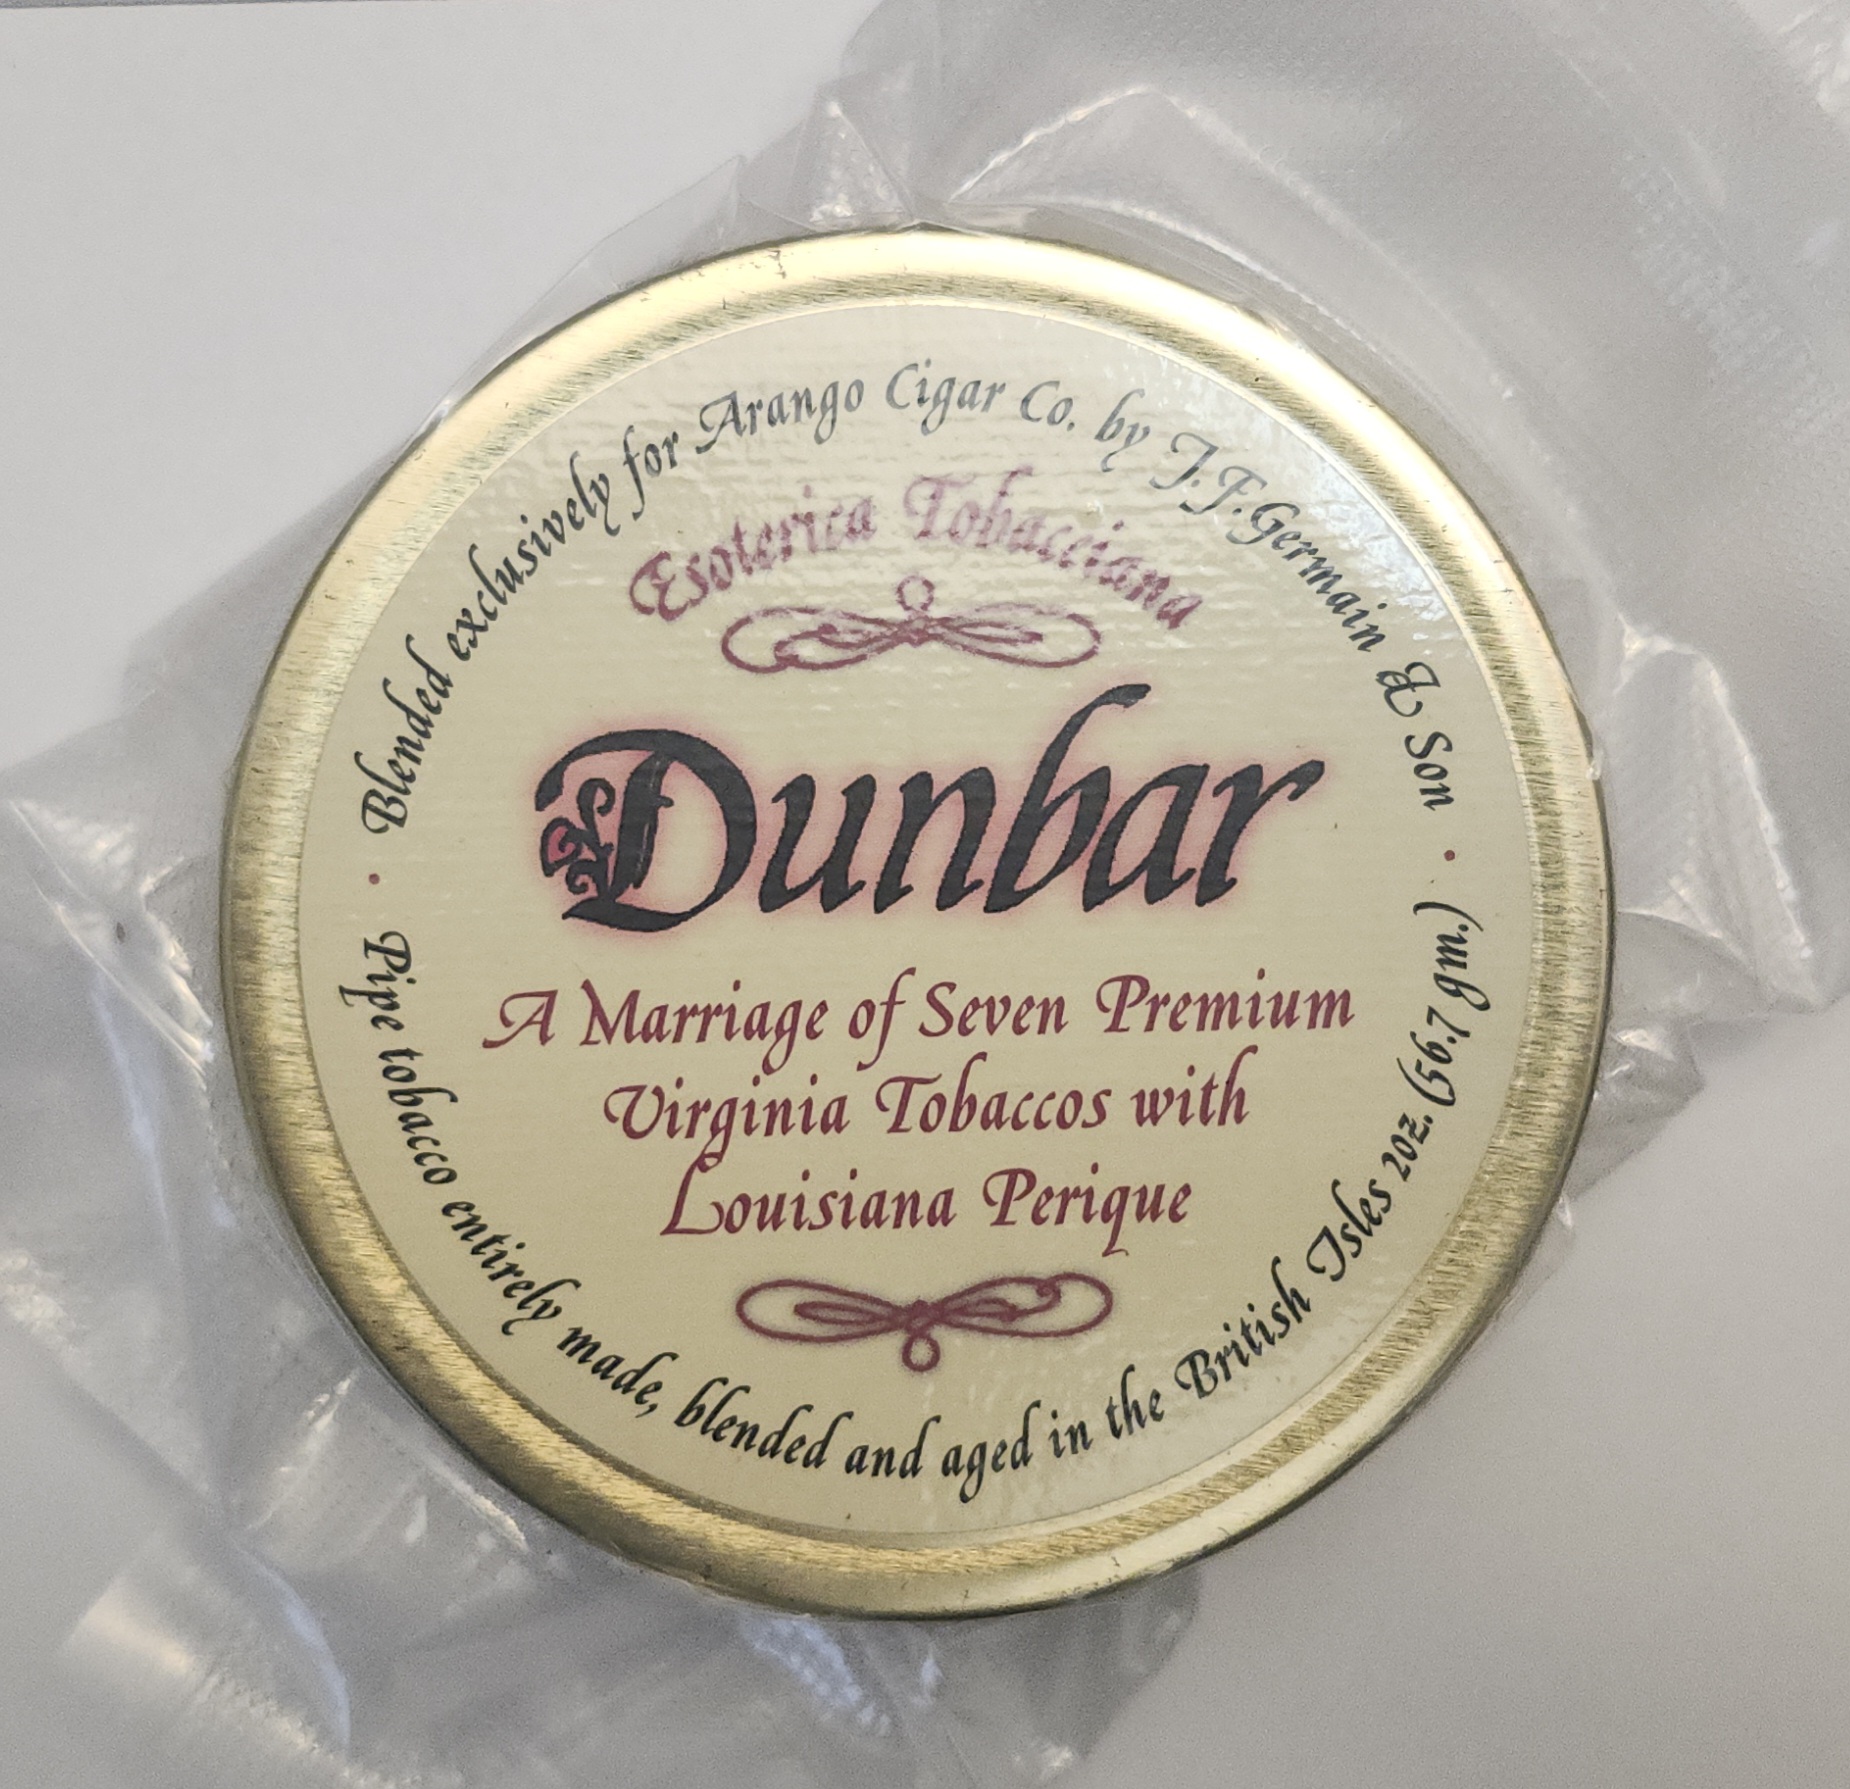 · Blended exclusively for Arango Cigar Co. by J.F. Germain & Son ·
Esoterica Tobacciana
Dunbar
A Marriage of Seven Premium
Virginia Tobaccos with
Louisiana Perique
Pipe tobacco entirely made, blended and aged in the British Isles 2oz. (56.7 gm.)